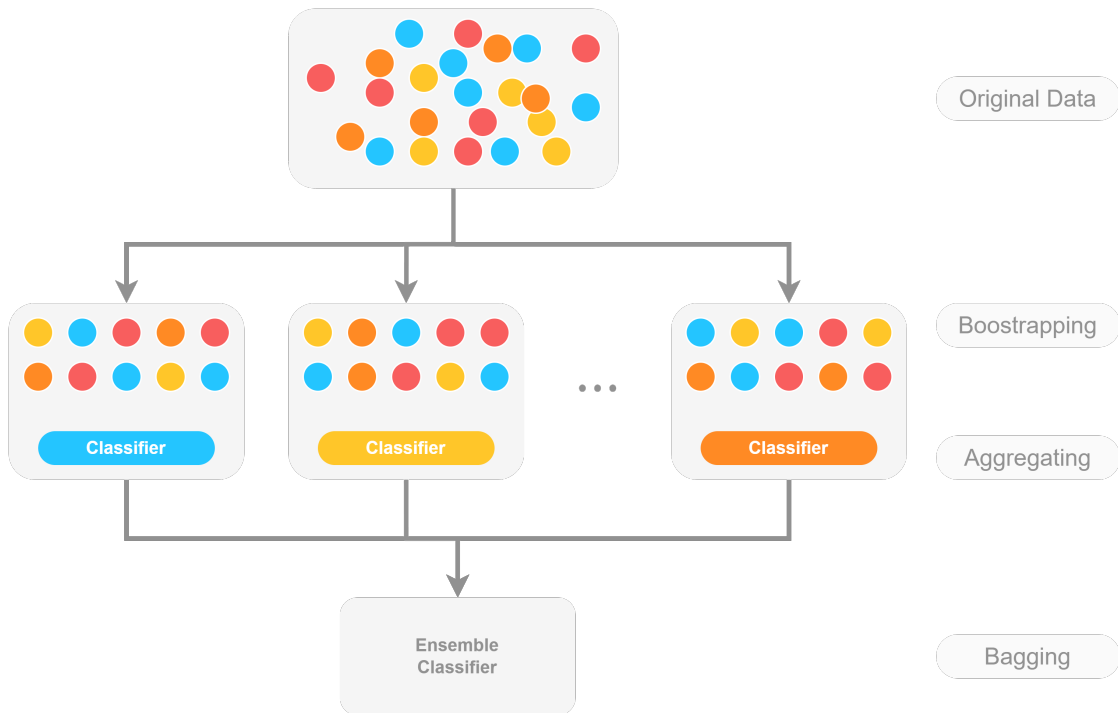 Original Data
Boostrapping
Classifier
Classifier
Classifier
Aggregating
Ensemble
Classifier
Bagging